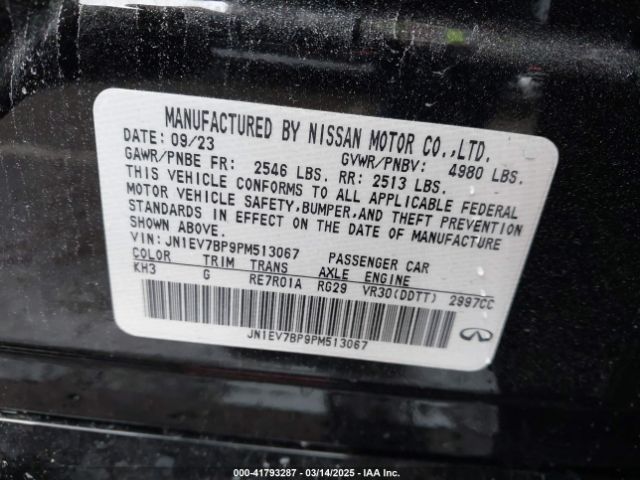 MANUFACTURED BY NISSAN MOTOR CO.,LTD.
DATE: 09/23 GVWR/PNBV: 4980 LBS.
GAWR/PNBE FR: 2546 LBS. RR: 2513 LBS.
THIS VEHICLE CONFORMS TO ALL APPLICABLE FEDERAL
MOTOR VEHICLE SAFETY, BUMPER,AND THEFT PREVENTION
STANDARDS IN EFFECT ON THE DATE OF MANUFACTURE
SHOWN ABOVE.
VIN: JN1EV7BP9PM513067 PASSENGER CAR
COLOR TRIM TRANS AXLE ENGINE
KH3 G RE7R01A RG29 VR30(DDTT) 2997CC
JN1EV7BP9PM513067
000-41793287 - 03/14/2025 - IAA Inc.